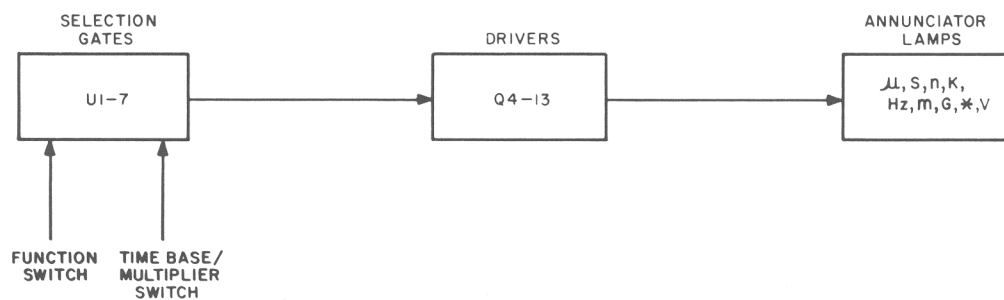 SELECTION
GATES
U1-7
DRIVERS
Q4-13
ANNUNCIATOR
LAMPS
μ, S, n, K,
Hz, m, G, *, V
FUNCTION
SWITCH
TIME BASE/
MULTIPLIER
SWITCH